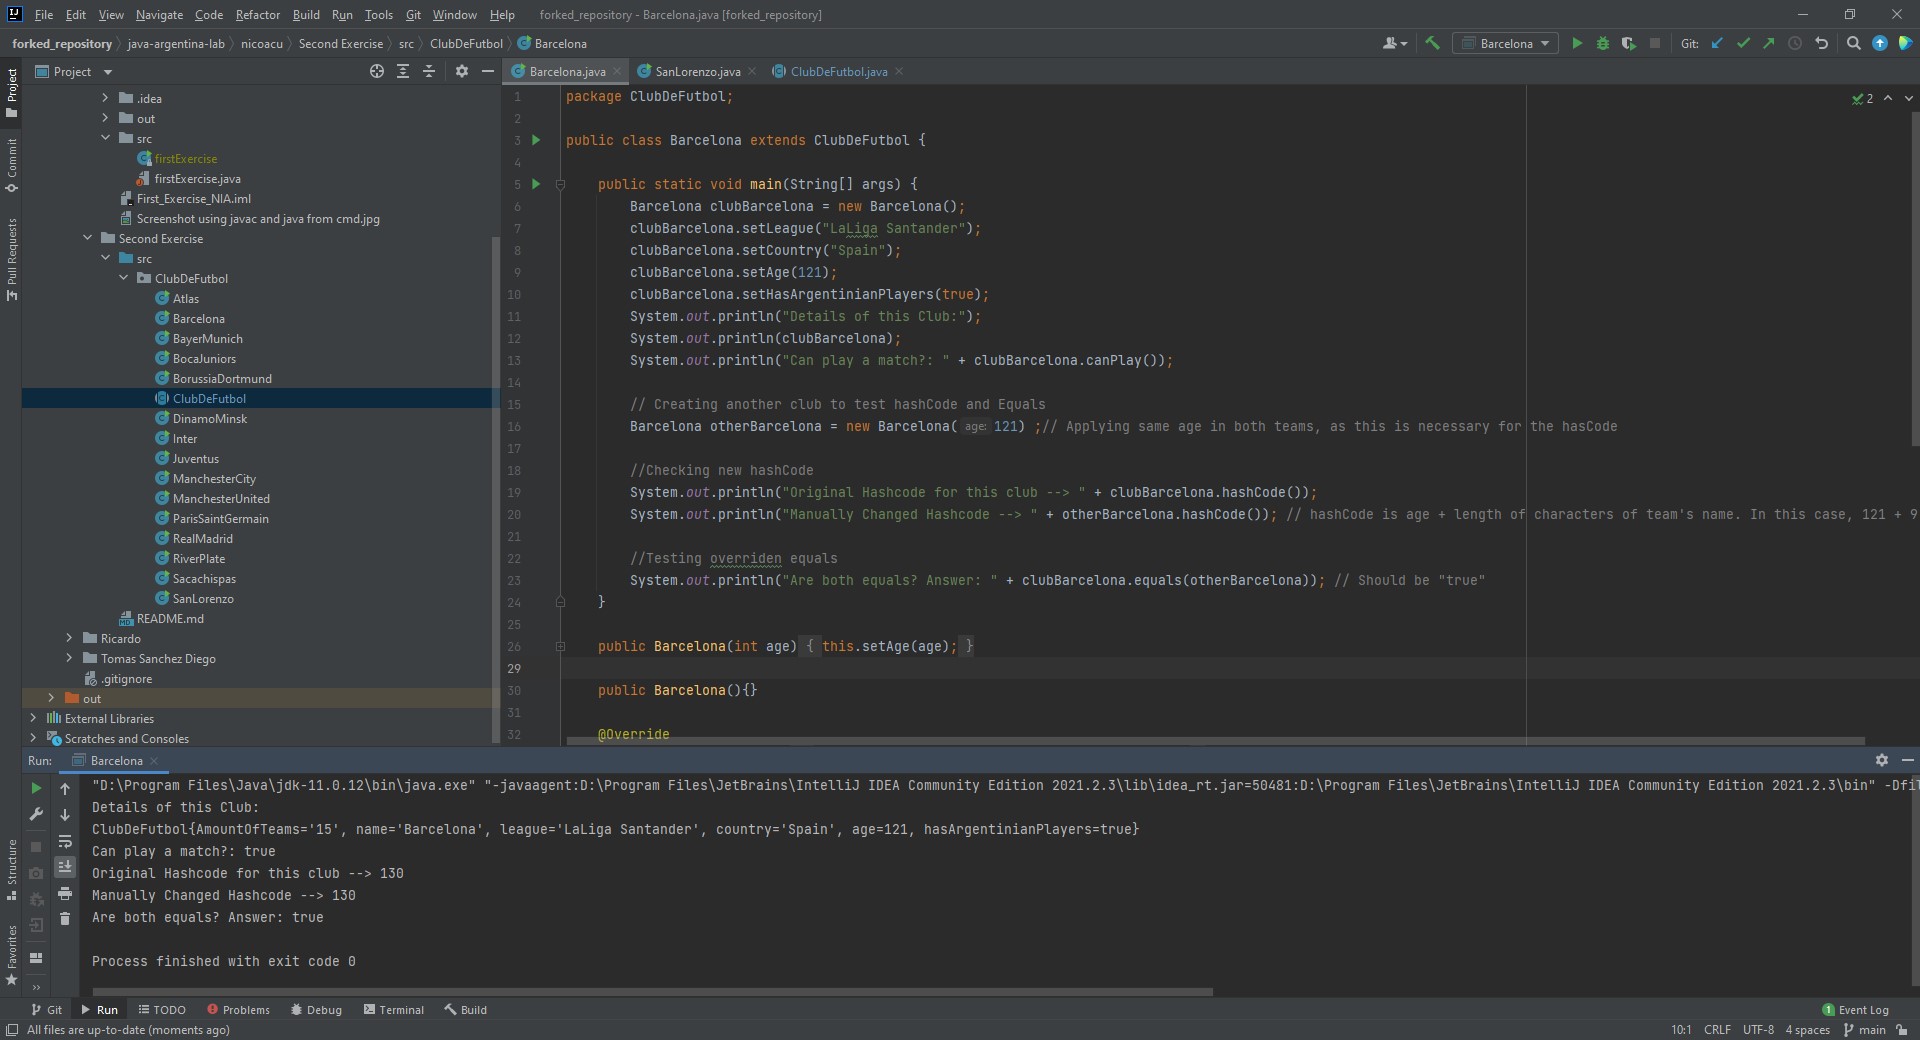 File Edit View Navigate Code Refactor Build Run Tools Git Window Help forked_repository - Barcelona.java [forked_repository]
forked_repository java-argentina-lab nicoacu Second Exercise src ClubDeFutbol Barcelona
Barcelona Git:
Project
Barcelona.java SanLorenzo.java ClubDeFutbol.java
Project
Commit
Pull Requests
Structure
Favorites
.idea
out
src
firstExercise
firstExercise.java
First_Exercise_NIA.iml
Screenshot using javac and java from cmd.jpg
Second Exercise
src
ClubDeFutbol
Atlas
Barcelona
BayerMunich
BocaJuniors
BorussiaDortmund
ClubDeFutbol
DinamoMinsk
Inter
Juventus
ManchesterCity
ManchesterUnited
ParisSaintGermain
RealMadrid
RiverPlate
Sacachispas
SanLorenzo
README.md
Ricardo
Tomas Sanchez Diego
.gitignore
out
External Libraries
Scratches and Consoles
2
1 package ClubDeFutbol;
2
3 public class Barcelona extends ClubDeFutbol {
4
5 public static void main(String[] args) {
6 Barcelona clubBarcelona = new Barcelona();
7 clubBarcelona.setLeague("LaLiga Santander");
8 clubBarcelona.setCountry("Spain");
9 clubBarcelona.setAge(121);
10 clubBarcelona.setHasArgentinianPlayers(true);
11 System.out.println("Details of this Club:");
12 System.out.println(clubBarcelona);
13 System.out.println("Can play a match?: " + clubBarcelona.canPlay());
14
15 // Creating another club to test hashCode and Equals
16 Barcelona otherBarcelona = new Barcelona( age: 121) ;// Applying same age in both teams, as this is necessary for the hasCode
17
18 //Checking new hashCode
19 System.out.println("Original Hashcode for this club --> " + clubBarcelona.hashCode());
20 System.out.println("Manually Changed Hashcode --> " + otherBarcelona.hashCode()); // hashCode is age + length of characters of team's name. In this case, 121 + 9
21
22 //Testing overriden equals
23 System.out.println("Are both equals? Answer: " + clubBarcelona.equals(otherBarcelona)); // Should be "true"
24 }
25
26 public Barcelona(int age) { this.setAge(age); }
29
30 public Barcelona(){}
31
32 @Override
Run: Barcelona
"D:\Program Files\Java\jdk-11.0.12\bin\java.exe" "-javaagent:D:\Program Files\JetBrains\IntelliJ IDEA Community Edition 2021.2.3\lib\idea_rt.jar=50481:D:\Program Files\JetBrains\IntelliJ IDEA Community Edition 2021.2.3\bin" -Dfil
Details of this Club:
ClubDeFutbol{AmountOfTeams='15', name='Barcelona', league='LaLiga Santander', country='Spain', age=121, hasArgentinianPlayers=true}
Can play a match?: true
Original Hashcode for this club --> 130
Manually Changed Hashcode --> 130
Are both equals? Answer: true
Process finished with exit code 0
Git Run TODO Problems Debug Terminal Build 1 Event Log
All files are up-to-date (moments ago) 10:1 CRLF UTF-8 4 spaces main